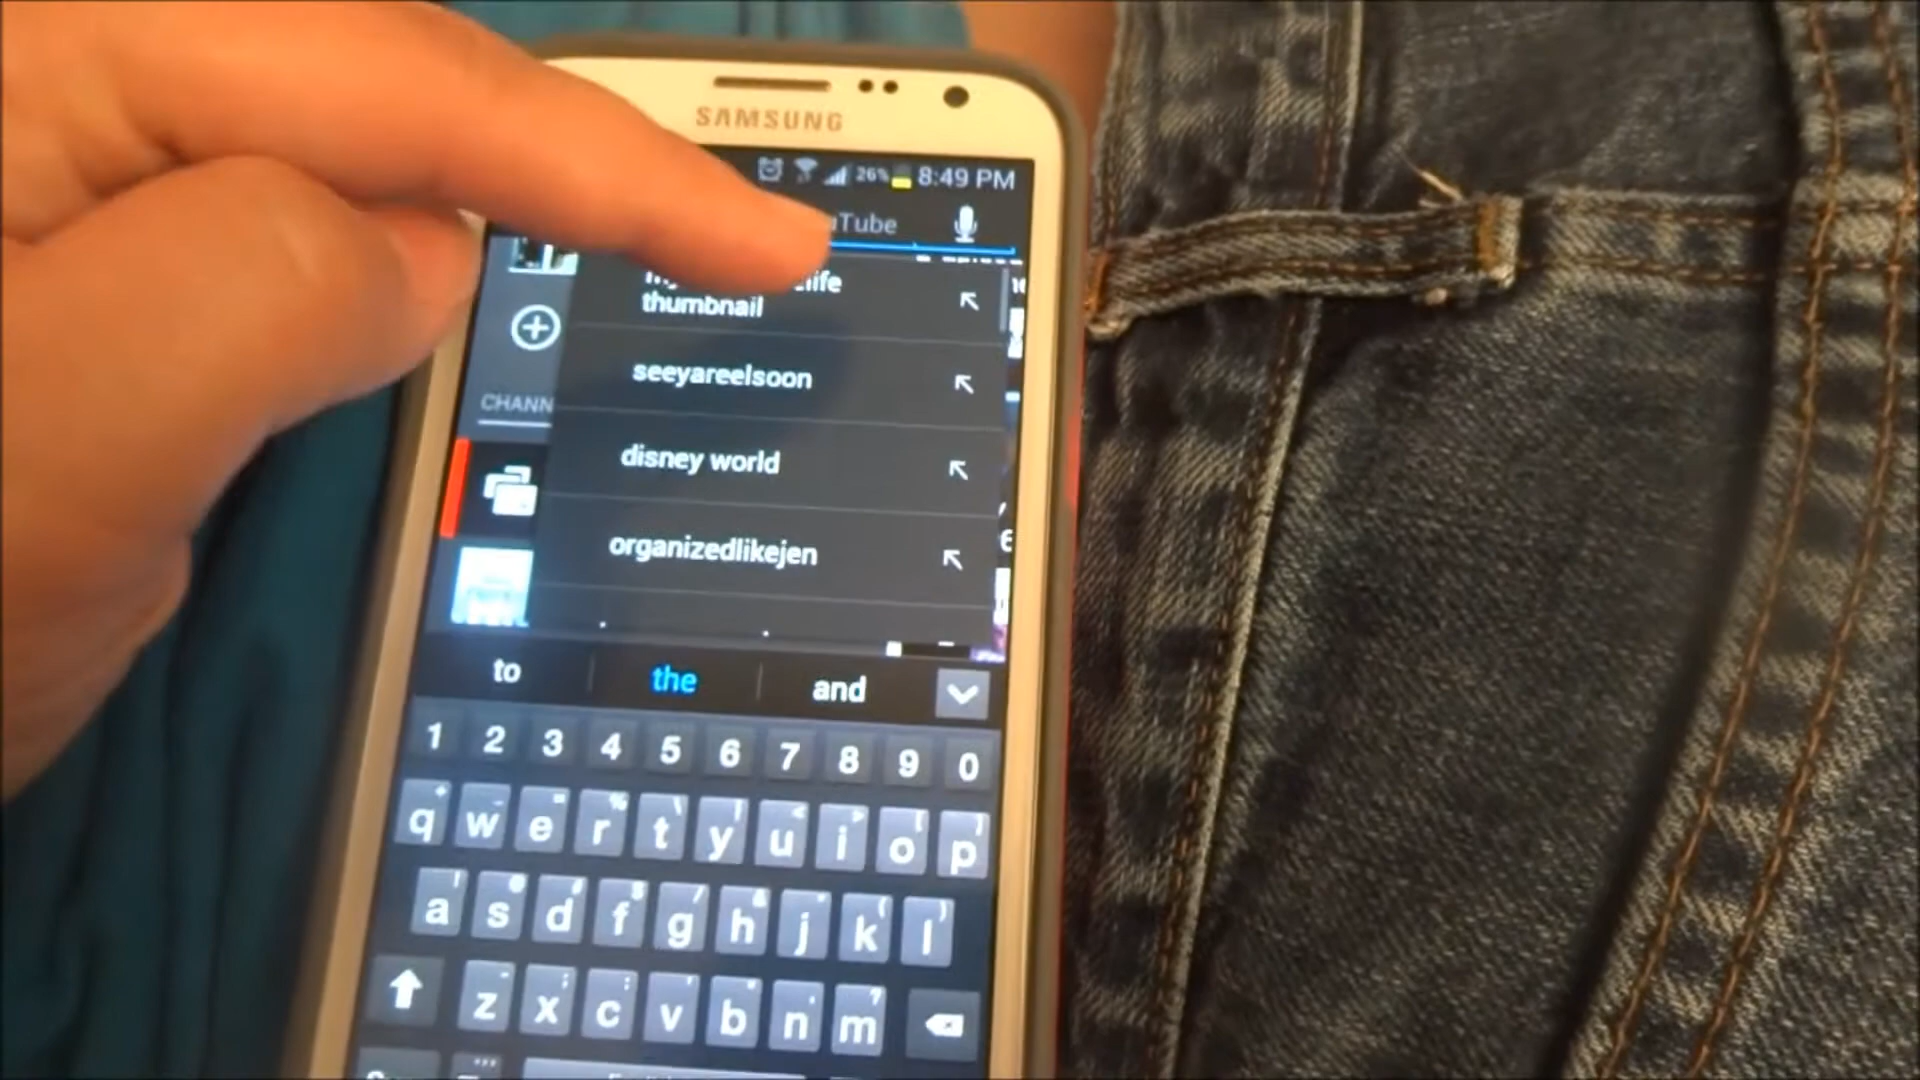 SAMSUNG
26% 8:49 PM
uTube
thumbnail
seeyareelsoon
CHANN
disney world
organizedlikejen
to the and
1 2 3 4 5 6 7 8 9 0
q w e r t y u i o p
a s d f g h j k l
z x c v b n m